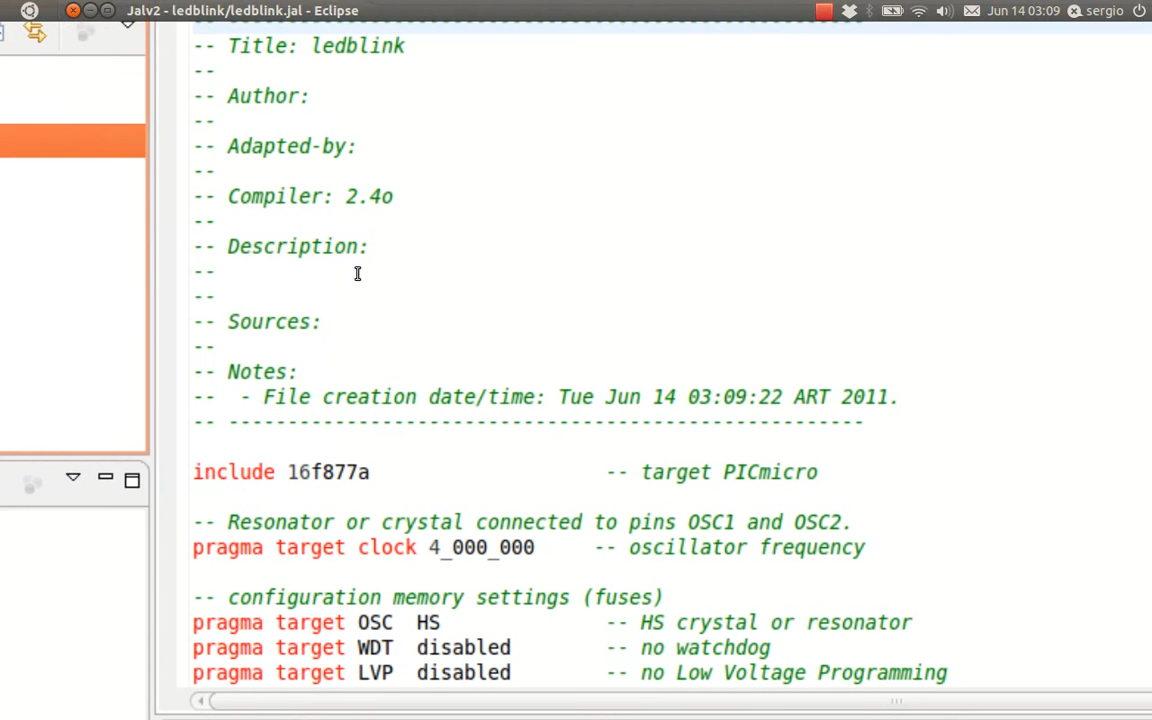 Jalv2 - ledblink/ledblink.jal - Eclipse
Jun 14 03:09 sergio
-- Title: ledblink
--
-- Author:
--
-- Adapted-by:
--
-- Compiler: 2.4o
--
-- Description:
--
--
-- Sources:
--
-- Notes:
--  - File creation date/time: Tue Jun 14 03:09:22 ART 2011.
-- ------------------------------------------------------
include 16f877a                    -- target PICmicro
-- Resonator or crystal connected to pins OSC1 and OSC2.
pragma target clock 4_000_000     -- oscillator frequency
-- configuration memory settings (fuses)
pragma target OSC  HS              -- HS crystal or resonator
pragma target WDT  disabled        -- no watchdog
pragma target LVP  disabled        -- no Low Voltage Programming